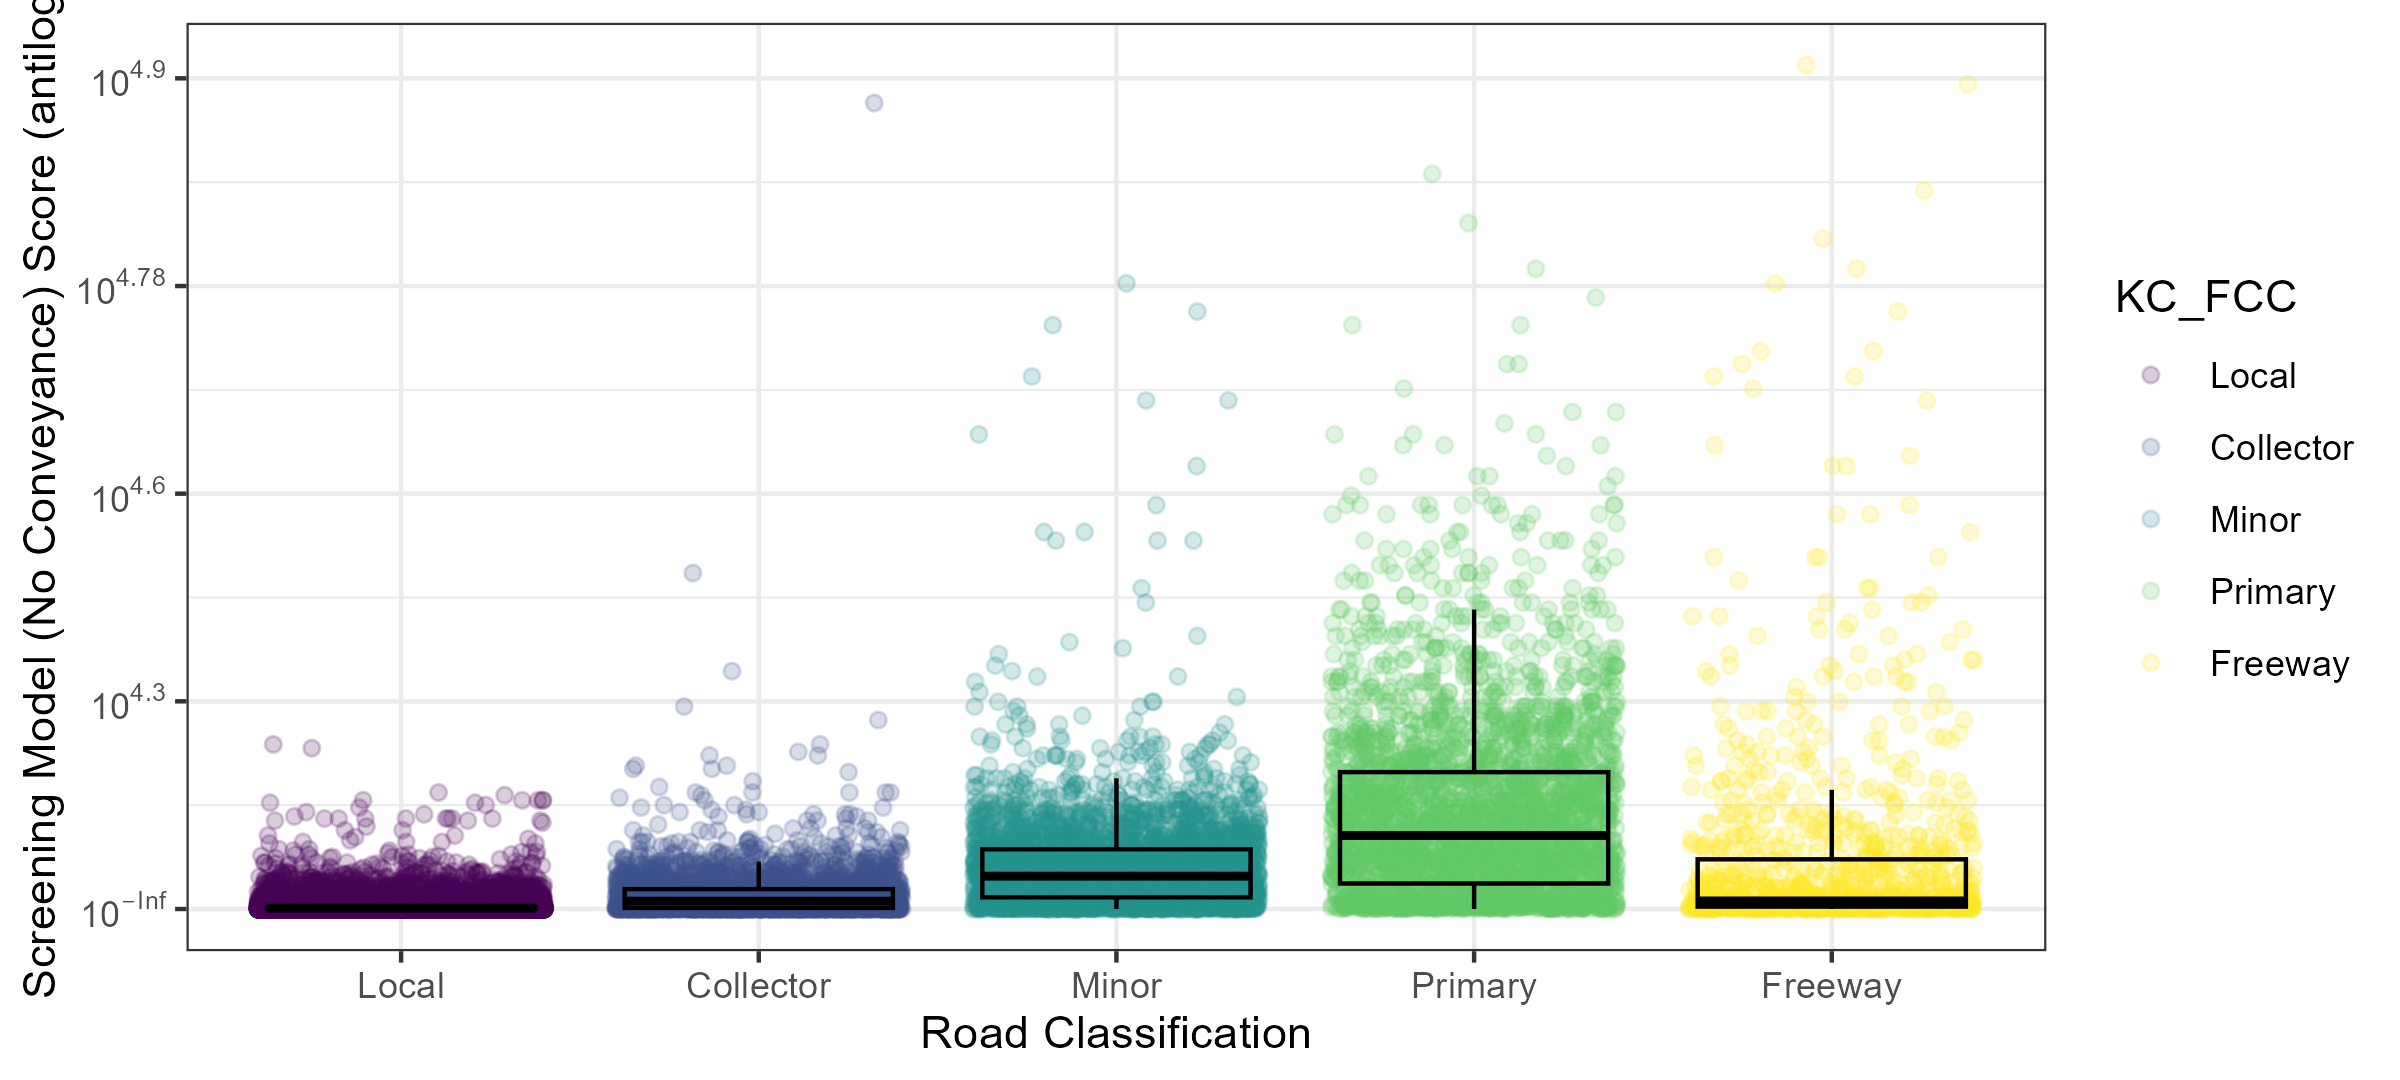 Screening Model (No Conveyance) Score (antilog
10^4.9
10^4.78
10^4.6
10^4.3
10^−Inf
Local Collector Minor Primary Freeway
Road Classification
KC_FCC
Local
Collector
Minor
Primary
Freeway